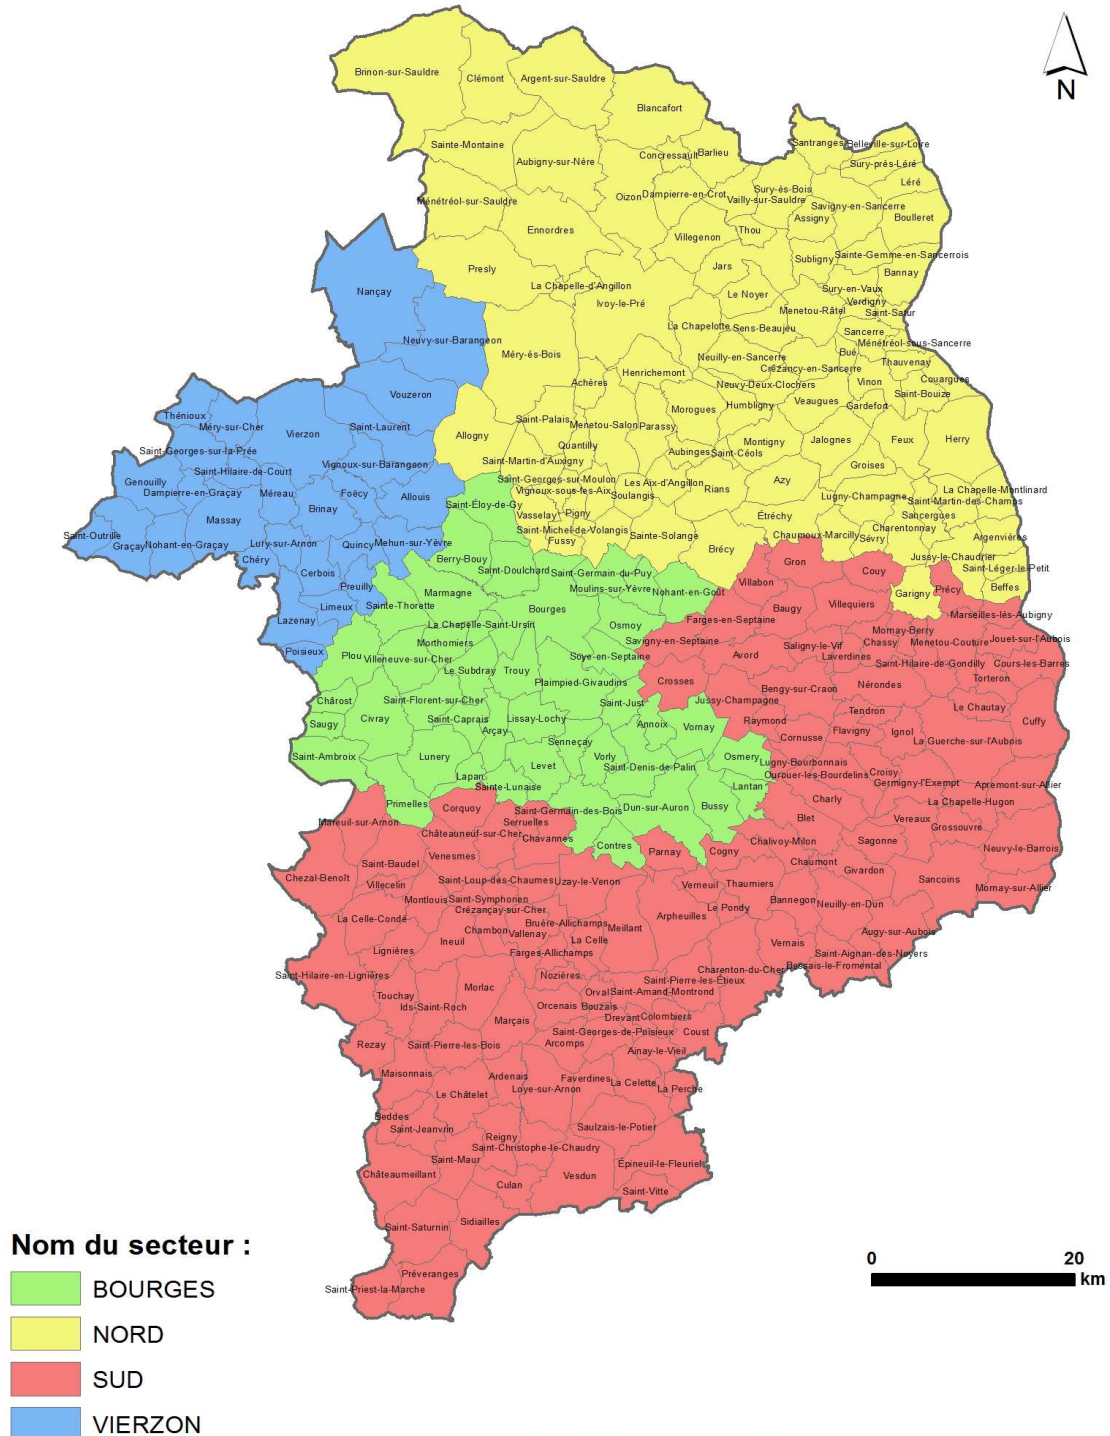 N
Brinon-sur-Sauldre
Clémont
Argent-sur-Sauldre
Blancafort
Sainte-Montaine
Aubigny-sur-Nère
Concressault
Barlieu
Santranges
Belleville-sur-Loire
Sury-près-Léré
Léré
Ménétréol-sur-Sauldre
Oizon
Dampierre-en-Crot
Sury-ès-Bois
Vailly-sur-Sauldre
Savigny-en-Sancerre
Assigny
Boulleret
Ennordres
Villegenon
Thou
Subligny
Sainte-Gemme-en-Sancerrois
Bannay
Presly
Jars
La Chapelle-d'Angillon
Ivoy-le-Pré
Le Noyer
Sury-en-Vaux
Verdigny
Menetou-Râtel
Saint-Satur
Nançay
La Chapelotte
Sens-Beaujeu
Sancerre
Ménétréol-sous-Sancerre
Neuvy-sur-Barangeon
Méry-ès-Bois
Neuilly-en-Sancerre
Bué
Thauvenay
Crézancy-en-Sancerre
Henrichemont
Achères
Neuvy-Deux-Clochers
Vinon
Couargues
Saint-Bouize
Vouzeron
Morogues
Humbligny
Veaugues
Gardefort
Thénioux
Méry-sur-Cher
Vierzon
Saint-Laurent
Allogny
Saint-Palais
Menetou-Salon
Parassy
Quantilly
Montigny
Jalognes
Feux
Herry
Saint-Georges-sur-la-Prée
Aubinges
Saint-Céols
Saint-Martin-d'Auxigny
Groises
Saint-Hilaire-de-Court
Vignoux-sur-Barangeon
Saint-Georges-sur-Moulon
Genouilly
Dampierre-en-Graçay
Méreau
Foëcy
Allouis
Vignoux-sous-les-Aix
Soulangis
Les Aix-d'Angillon
Rians
Azy
Lugny-Champagne
La Chapelle-Montlinard
Saint-Martin-des-Champs
Saint-Éloy-de-Gy
Brinay
Vasselay
Pigny
Étréchy
Sancergues
Massay
Saint-Michel-de-Volangis
Charentonnay
Saint-Outrille
Graçay
Nohant-en-Graçay
Lury-sur-Arnon
Quincy
Mehun-sur-Yèvre
Fussy
Sainte-Solange
Chaumoux-Marcilly
Sévry
Argenvières
Brécy
Jussy-le-Chaudrier
Chéry
Berry-Bouy
Saint-Doulchard
Saint-Germain-du-Puy
Gron
Couy
Saint-Léger-le-Petit
Cerbois
Preuilly
Marmagne
Moulins-sur-Yèvre
Nohant-en-Goût
Villabon
Garigny
Précy
Beffes
Limeux
Sainte-Thorette
Bourges
Baugy
Villequiers
Marseilles-lès-Aubigny
Lazenay
La Chapelle-Saint-Ursin
Osmoy
Farges-en-Septaine
Mornay-Berry
Morthomiers
Savigny-en-Septaine
Saligny-le-Vif
Chassy
Menetou-Couture
Jouet-sur-l'Aubois
Poisieux
Plou
Villeneuve-sur-Cher
Soye-en-Septaine
Avord
Laverdines
Saint-Hilaire-de-Gondilly
Cours-les-Barres
Le Subdray
Trouy
Plaimpied-Givaudins
Crosses
Bengy-sur-Craon
Nérondes
Torteron
Chârost
Saint-Florent-sur-Cher
Saint-Just
Jussy-Champagne
Tendron
Le Chautay
Saugy
Civray
Saint-Caprais
Lissay-Lochy
Annoix
Vornay
Raymond
Cuffy
Arçay
Flavigny
Ignol
Cornusse
La Guerche-sur-l'Aubois
Saint-Ambroix
Lunery
Senneçay
Vorly
Osmery
Lugny-Bourbonnais
Levet
Saint-Denis-de-Palin
Ourouer-les-Bourdelins
Croisy
Lapan
Sainte-Lunaise
Lantan
Germigny-l'Exempt
Apremont-sur-Allier
Primelles
Corquoy
Saint-Germain-des-Bois
Dun-sur-Auron
Bussy
Charly
La Chapelle-Hugon
Mareuil-sur-Arnon
Serruelles
Blet
Vereaux
Grossouvre
Châteauneuf-sur-Cher
Chavannes
Contres
Parnay
Cogny
Chalivoy-Milon
Sagonne
Neuvy-le-Barrois
Venesmes
Saint-Baudel
Chaumont
Givardon
Chezal-Benoît
Villecelin
Saint-Loup-des-Chaumes
Uzay-le-Venon
Verneuil
Thaumiers
Sancoins
Mornay-sur-Allier
Montlouis
Saint-Symphorien
Bannegon
Neuilly-en-Dun
Crézançay-sur-Cher
Le Pondy
La Celle-Condé
Arpheuilles
Bruère-Allichamps
Meillant
Chambon
Vallenay
Augy-sur-Aubois
Ineuil
La Celle
Vernais
Lignières
Farges-Allichamps
Saint-Aignan-des-Noyers
Bessais-le-Fromental
Charenton-du-Cher
Saint-Hilaire-en-Lignières
Nozières
Saint-Pierre-les-Étieux
Morlac
Orval
Saint-Amand-Montrond
Touchay
Ids-Saint-Roch
Orcenais
Bouzais
Marçais
Drevant
Colombiers
Saint-Georges-de-Poisieux
Coust
Rezay
Saint-Pierre-les-Bois
Arcomps
Ainay-le-Vieil
Maisonnais
Ardenais
Faverdines
La Celette
La Perche
Loye-sur-Arnon
Le Châtelet
Beddes
Saint-Jeanvrin
Saulzais-le-Potier
Reigny
Saint-Christophe-le-Chaudry
Saint-Maur
Épineuil-le-Fleuriel
Châteaumeillant
Vesdun
Culan
Saint-Vitte
Saint-Saturnin
Sidiailles
Préveranges
Saint-Priest-la-Marche
Nom du secteur :
BOURGES
NORD
SUD
VIERZON
0 20
km